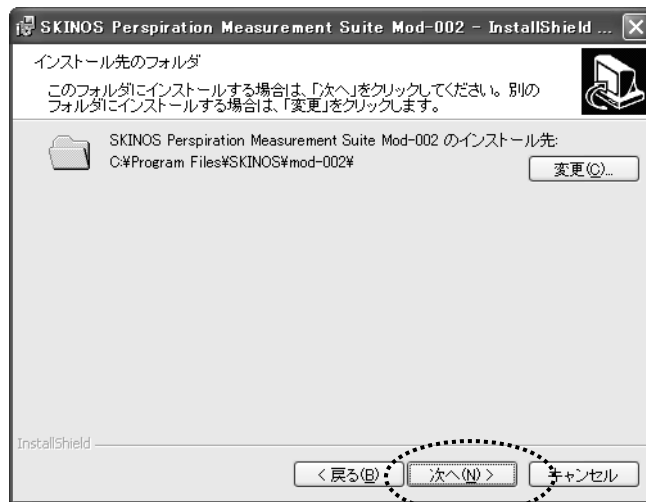 SKINOS Perspiration Measurement Suite Mod-002 - InstallShield ...
インストール先のフォルダ
このフォルダにインストールする場合は、「次へ」をクリックしてください。別の
フォルダにインストールする場合は、「変更」をクリックします。
SKINOS Perspiration Measurement Suite Mod-002 のインストール先:
C:¥Program Files¥SKINOS¥mod-002¥
変更(C)...
InstallShield
< 戻る(B)
次へ(N) >
キャンセル